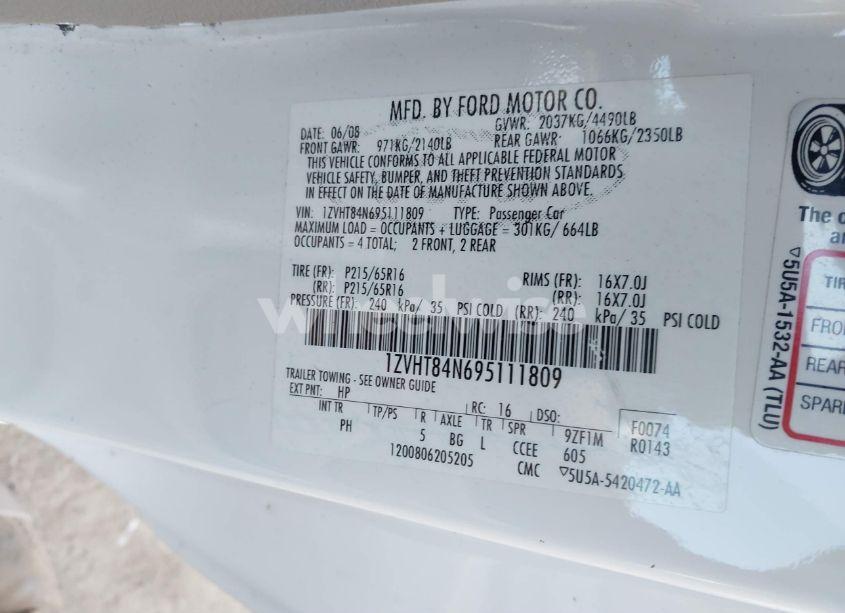 MFD. BY FORD MOTOR CO.
DATE: 06/08 GVWR: 2037KG/4490LB
FRONT GAWR: 971KG/2140LB REAR GAWR: 1066KG/2350LB
THIS VEHICLE CONFORMS TO ALL APPLICABLE FEDERAL MOTOR
VEHICLE SAFETY, BUMPER, AND THEFT PREVENTION STANDARDS
IN EFFECT ON THE DATE OF MANUFACTURE SHOWN ABOVE.
VIN: 1ZVHT84N695111809 TYPE: Passenger Car
MAXIMUM LOAD = OCCUPANTS + LUGGAGE = 301KG/ 664LB
OCCUPANTS = 4 TOTAL; 2 FRONT, 2 REAR
TIRE (FR): P215/65R16 RIMS (FR): 16X7.0J
(RR): P215/65R16 (RR): 16X7.0J
PRESSURE (FR): 240 kPa/ 35 PSI COLD (RR): 240 kPa/ 35 PSI COLD
wheelwise
1ZVHT84N695111809
TRAILER TOWING - SEE OWNER GUIDE
EXT PNT: HP RC: 16 DSO:
INT TR TP/PS R AXLE TR SPR 9ZF1M F0074
PH 5 BG L CCEE 605 R0143
1200806205205 CMC ▽5U5A-5420472-AA
The c
a
▽5U5A-1532-AA (TLU)
TIR
FRO
REAR
SPAR